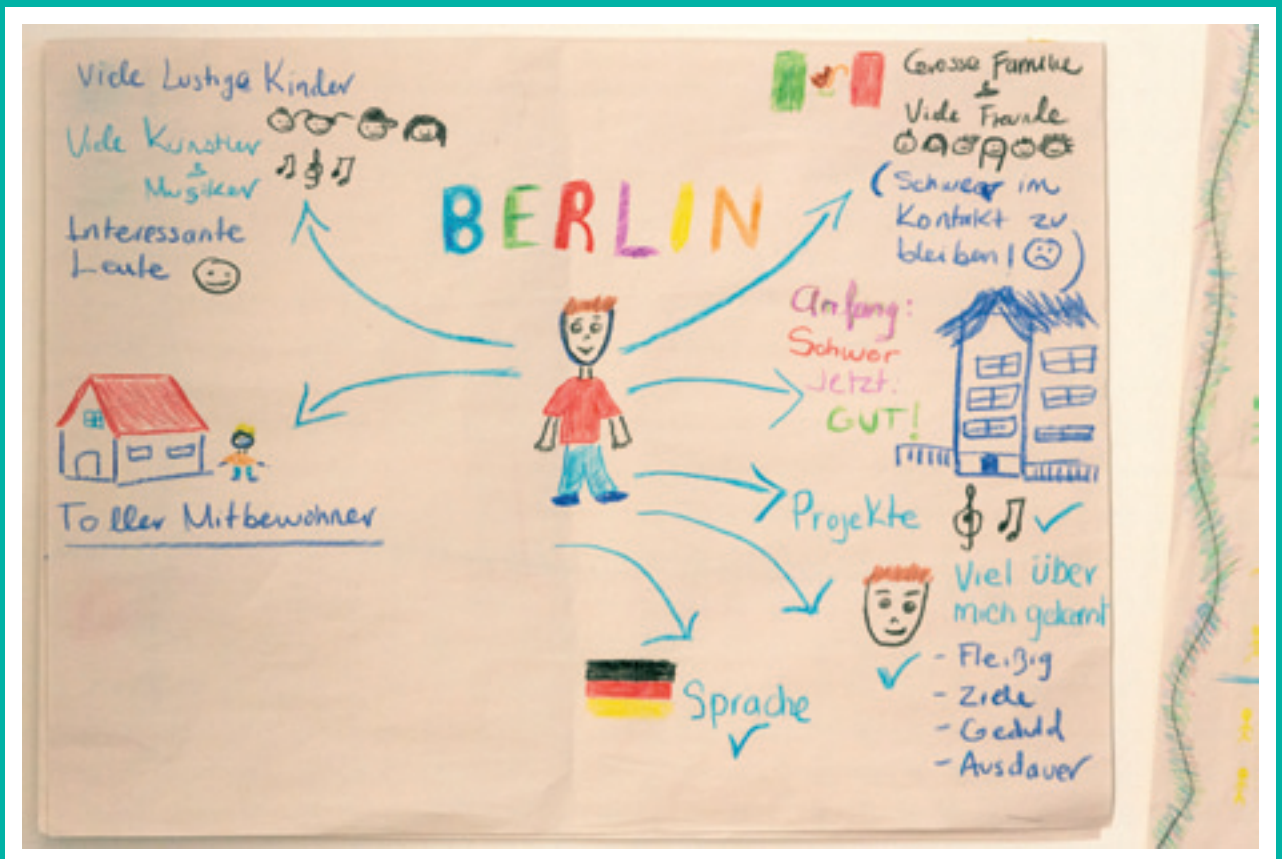 Viele Lustige Kinder
Viele Künstler
&
Musiker
Interessante
Leute
BERLIN
Grosse Familie
&
Viele Freunde
(Schwer im
Kontakt zu
bleiben!)
Anfang:
Schwer
Jetzt:
GUT!
Toller Mitbewohner
Projekte
Viel über
mich gelernt
- Fleißig
- Ziele
- Geduld
- Ausdauer
Sprache